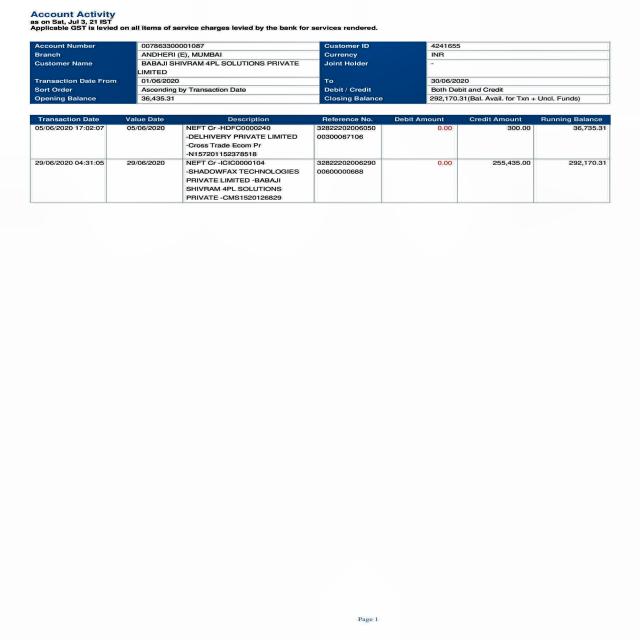 Account Activity
as on Sat, Jul 3, 21 IST
Applicable GST is levied on all items of service charges levied by the bank for services rendered.
Account Number 007863300001087 Customer ID 4241655
Branch ANDHERI (E), MUMBAI Currency INR
Customer Name BABAJI SHIVRAM 4PL SOLUTIONS PRIVATE Joint Holder -
LIMITED
Transaction Date From 01/06/2020 To 30/06/2020
Sort Order Ascending by Transaction Date Debit / Credit Both Debit and Credit
Opening Balance 36,435.31 Closing Balance 292,170.31(Bal. Avail. for Txn + Uncl. Funds)
Transaction Date Value Date Description Reference No. Debit Amount Credit Amount Running Balance
05/06/2020 17:02:07 05/06/2020 NEFT Cr -HDFC0000240 32822202006050 0.00 300.00 36,735.31
-DELHIVERY PRIVATE LIMITED 00300067106
-Cross Trade Ecom Pr
-N157201152378518
29/06/2020 04:31:05 29/06/2020 NEFT Cr -ICIC0000104 32822202006290 0.00 255,435.00 292,170.31
-SHADOWFAX TECHNOLOGIES 00600000688
PRIVATE LIMITED -BABAJI
SHIVRAM 4PL SOLUTIONS
PRIVATE -CMS1520126829
Page 1